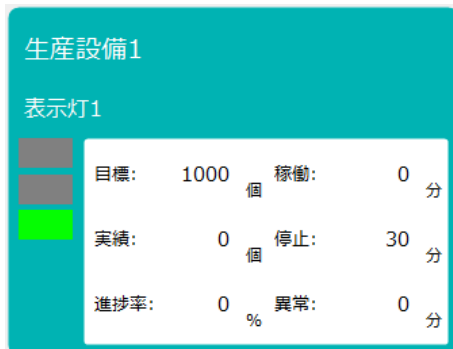 生産設備1
表示灯1
目標: 1000 個 稼働: 0 分
実績: 0 個 停止: 30 分
進捗率: 0 % 異常: 0 分